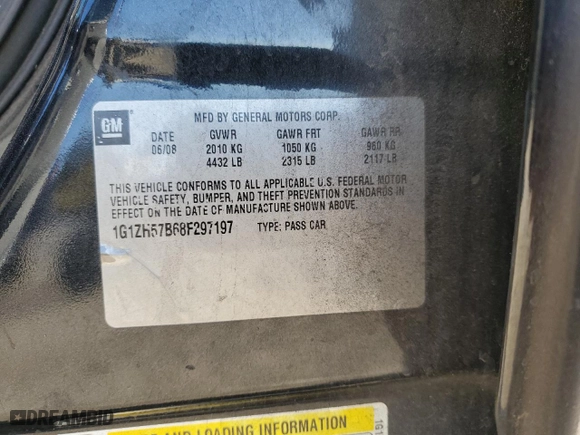 GM
MFD BY GENERAL MOTORS CORP.
DATE GVWR GAWR FRT GAWR RR
06/08 2010 KG 1050 KG 960 KG
4432 LB 2315 LB 2117 LB
THIS VEHICLE CONFORMS TO ALL APPLICABLE U.S. FEDERAL MOTOR
VEHICLE SAFETY, BUMPER, AND THEFT PREVENTION STANDARDS IN
EFFECT ON THE DATE OF MANUFACTURE SHOWN ABOVE.
1G1ZH57B68F297197 TYPE: PASS CAR
AND LOADING INFORMATION
DREAMBID.COM